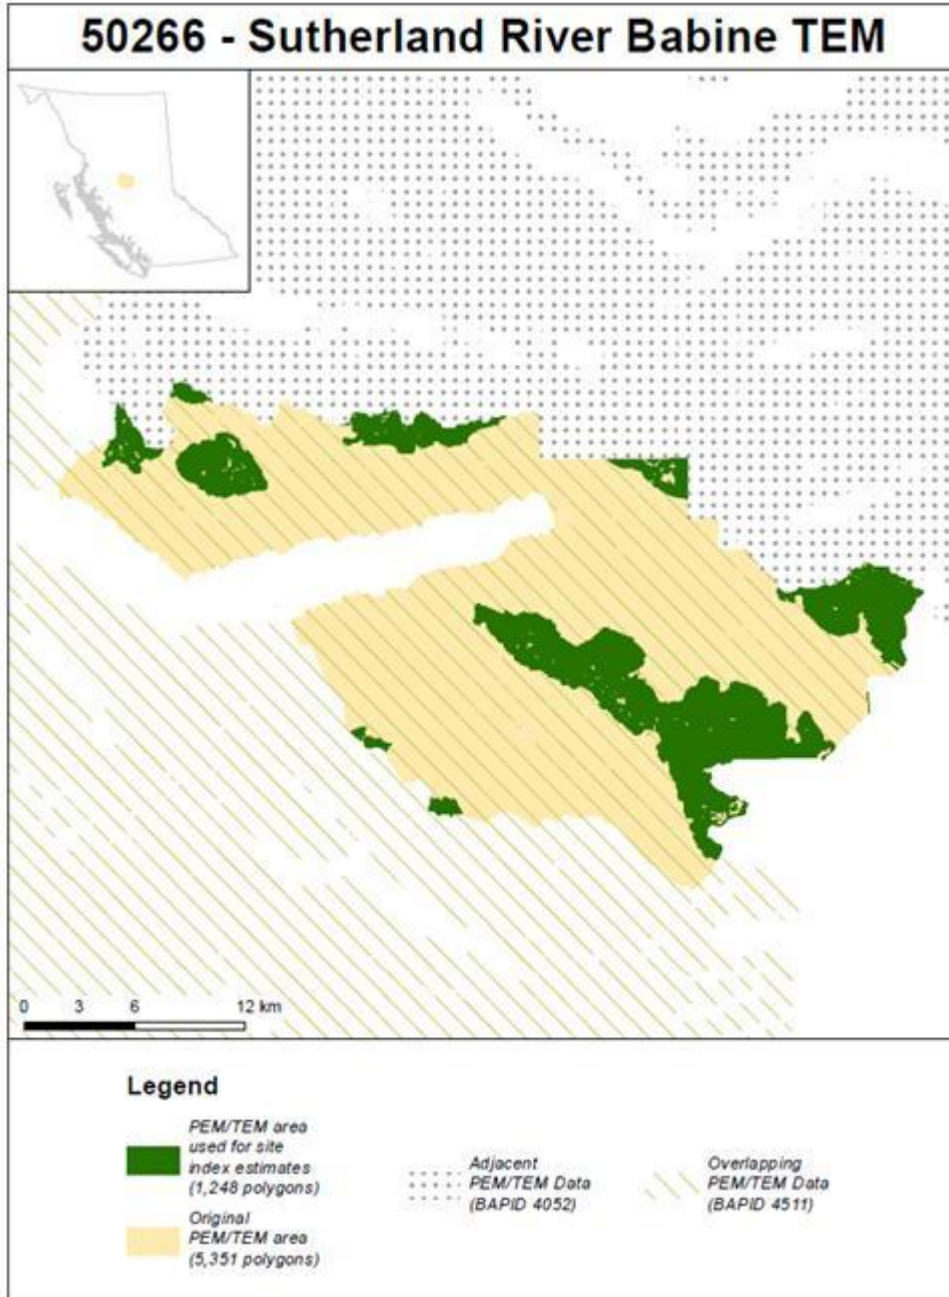 50266 - Sutherland River Babine TEM
0 3 6 12 km
Legend
PEM/TEM area
used for site
index estimates
(1,248 polygons)
Original
PEM/TEM area
(5,351 polygons)
Adjacent
PEM/TEM Data
(BAPID 4052)
Overlapping
PEM/TEM Data
(BAPID 4511)